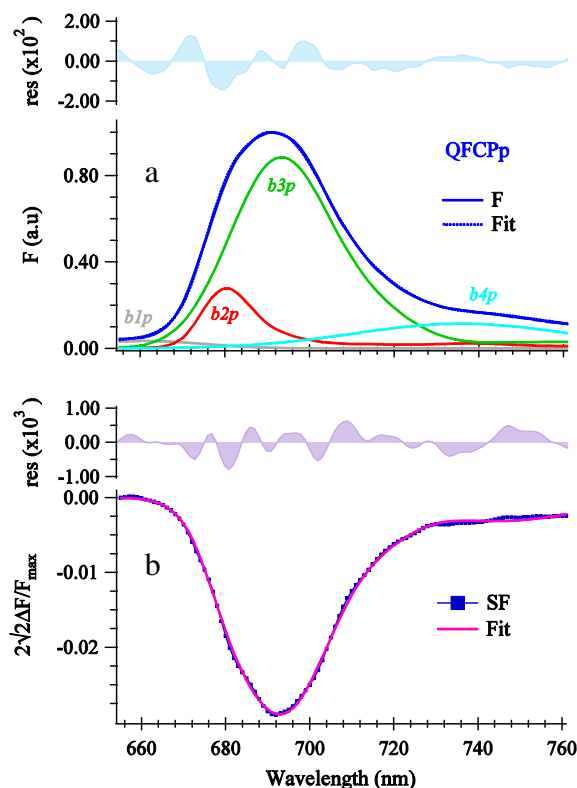 2.00
0.00
-2.00
res (x10²)
a
QFCPp
F
Fit
0.80
0.40
0.00
F (a.u)
b1p
b2p
b3p
b4p
1.00
0.00
-1.00
res (x10³)
0.00
-0.01
-0.02
2√2ΔF/Fmax
b
SF
Fit
660 680 700 720 740 760
Wavelength (nm)